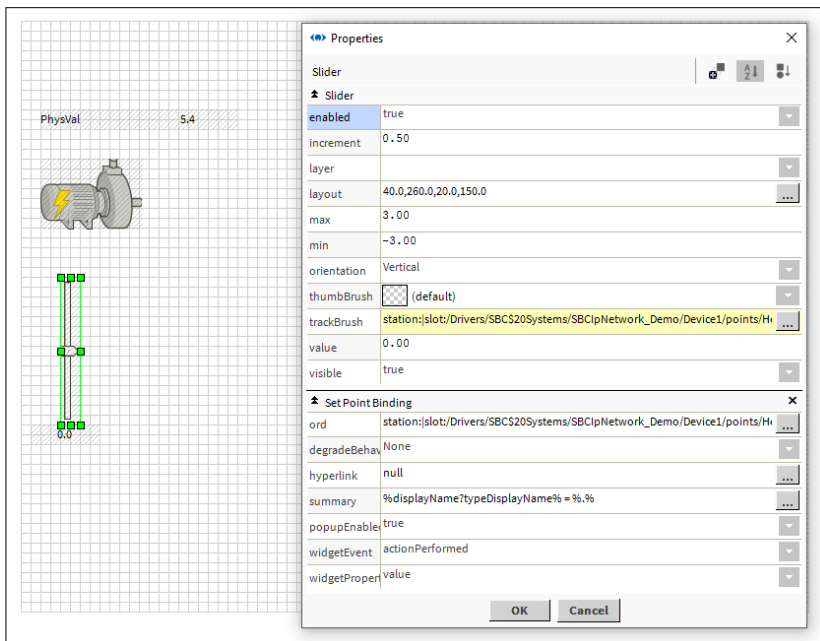 PhysVal 5.4
0.0
Properties
Slider
A
Z
Slider
enabled true
increment 0.50
layer
layout 40.0,260.0,20.0,150.0 ...
max 3.00
min -3.00
orientation Vertical
thumbBrush (default)
trackBrush station:|slot:/Drivers/SBC$20Systems/SBCIpNetwork_Demo/Device1/points/He ...
value 0.00
visible true
Set Point Binding
ord station:|slot:/Drivers/SBC$20Systems/SBCIpNetwork_Demo/Device1/points/He ...
degradeBehav None
hyperlink null ...
summary %displayName?typeDisplayName% = %.% ...
popupEnable true
widgetEvent actionPerformed
widgetProper value
OK Cancel